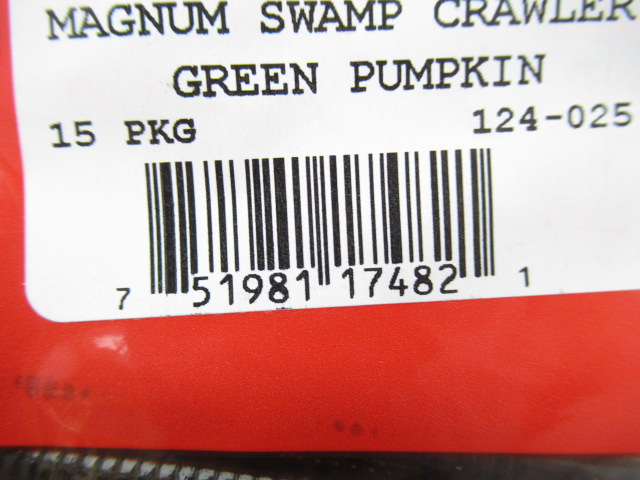 MAGNUM SWAMP CRAWLER
GREEN PUMPKIN
15 PKG 124-025
7 51981 17482 1